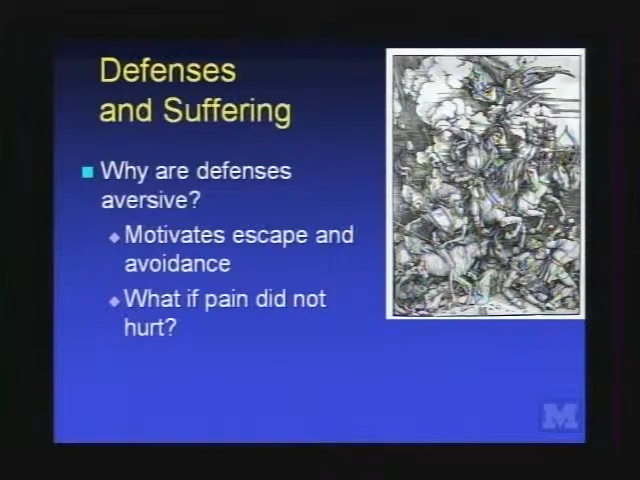 Defenses
and Suffering
Why are defenses
aversive?
Motivates escape and
avoidance
What if pain did not
hurt?
M